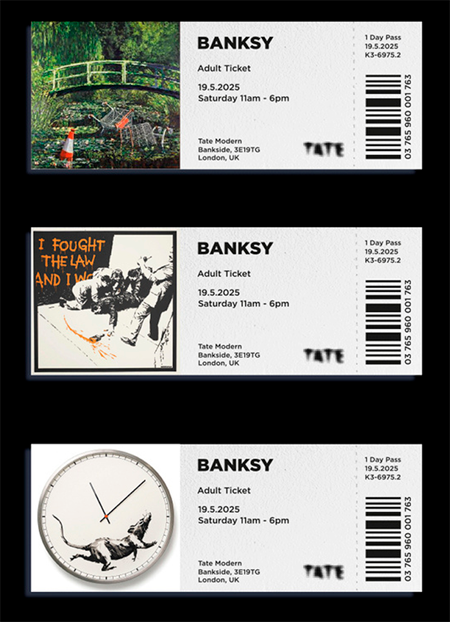 BANKSY
Adult Ticket
19.5.2025
Saturday 11am - 6pm
Tate Modern
Bankside, 3E19TG
London, UK
TATE
1 Day Pass
19.5.2025
K3-6975.2
03 765 960 001 763
I FOUGHT
THE LAW
AND I WO
BANKSY
Adult Ticket
19.5.2025
Saturday 11am - 6pm
Tate Modern
Bankside, 3E19TG
London, UK
TATE
1 Day Pass
19.5.2025
K3-6975.2
03 765 960 001 763
BANKSY
Adult Ticket
19.5.2025
Saturday 11am - 6pm
Tate Modern
Bankside, 3E19TG
London, UK
TATE
1 Day Pass
19.5.2025
K3-6975.2
03 765 960 001 763